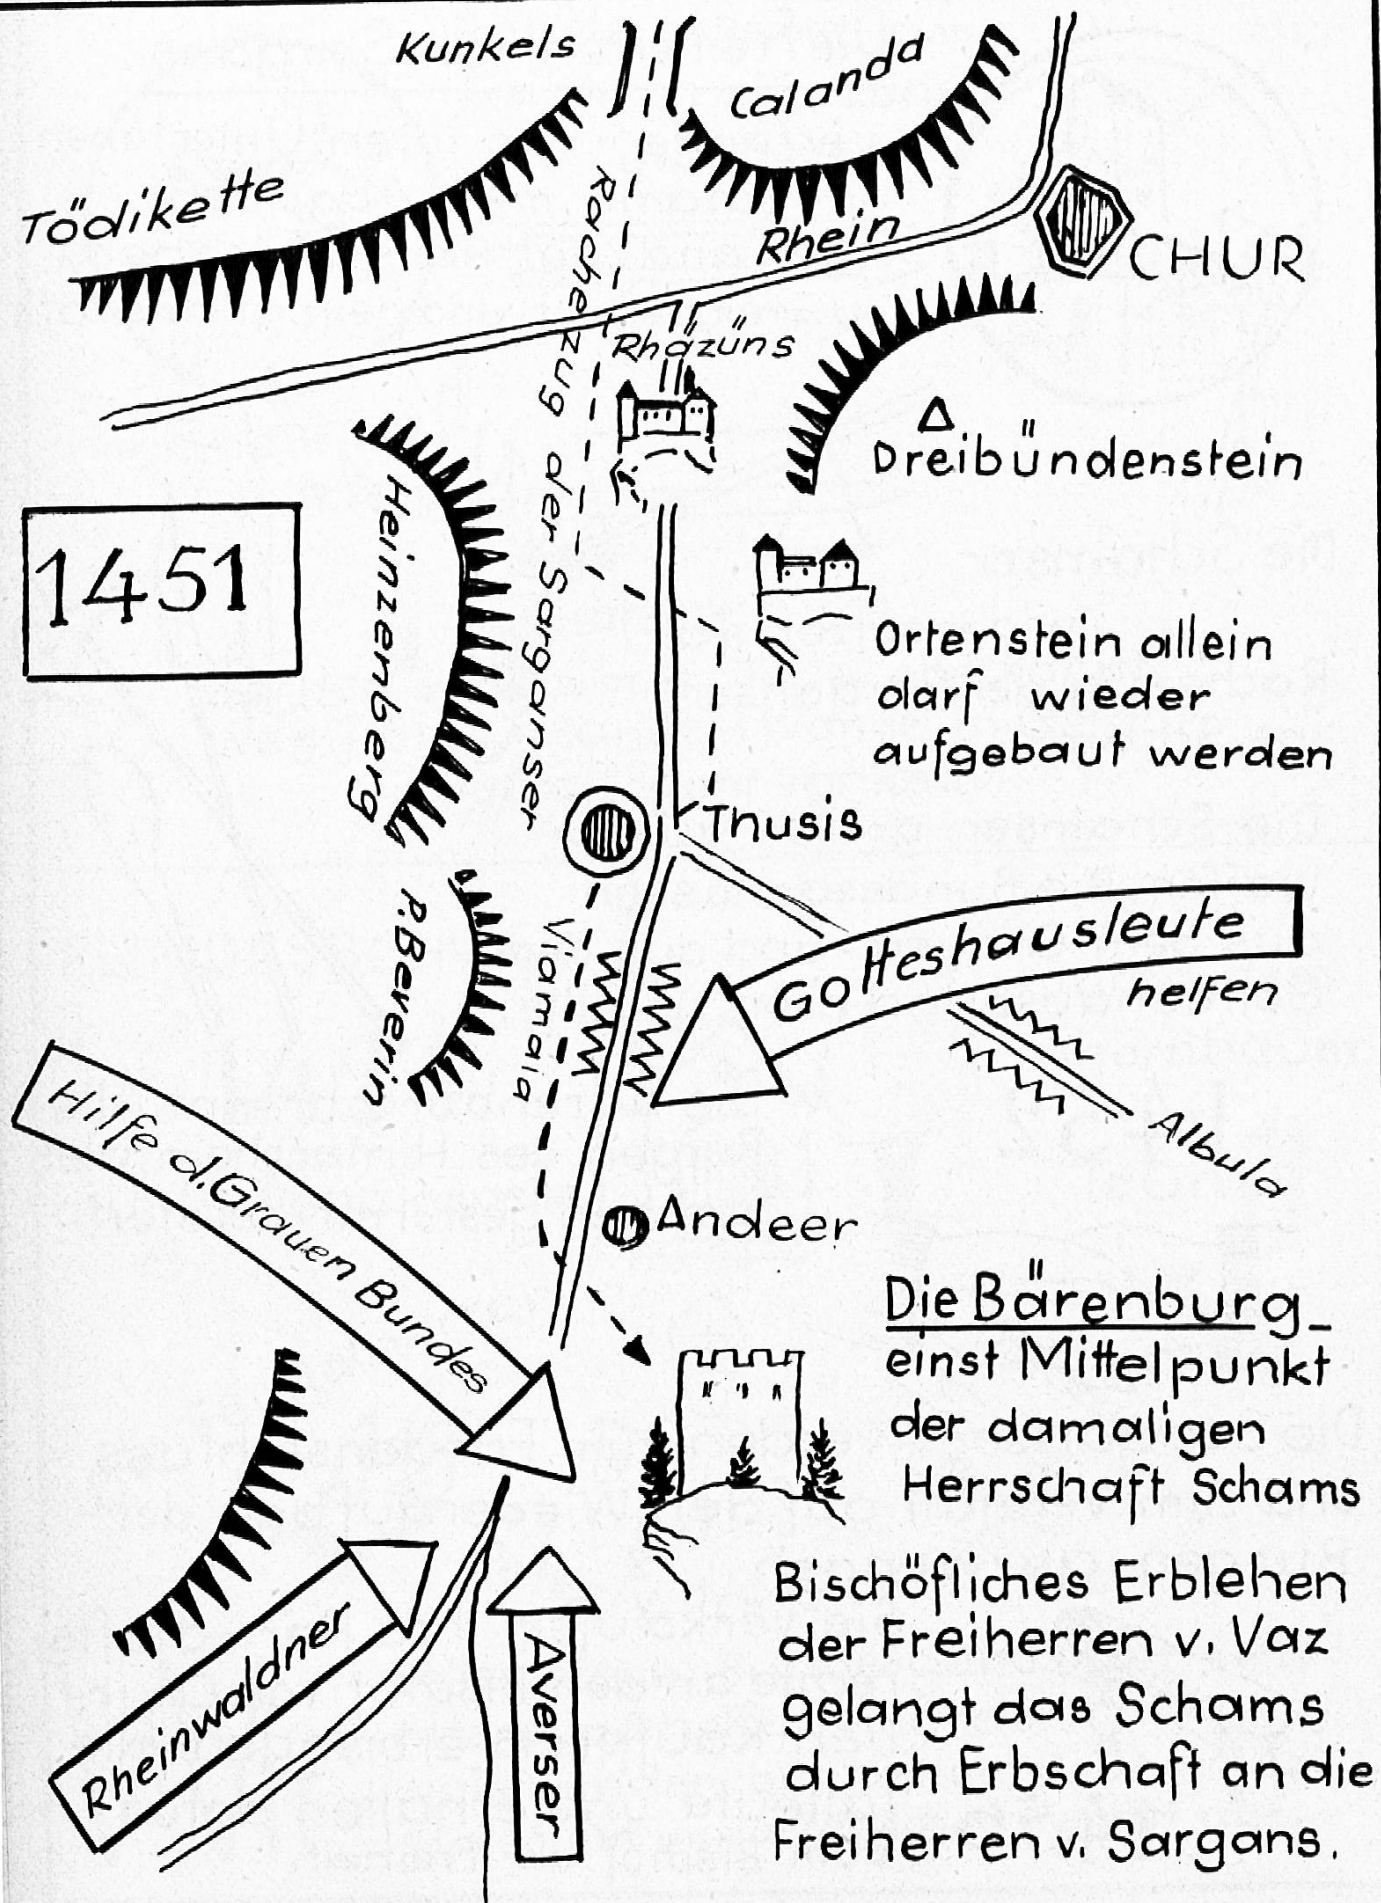 Kunkels
Calanda
Tödikette
Rhein
CHUR
Rachezug der Sarganser
Rhäzüns
Dreibündenstein
Heinzenberg
1451
Ortenstein allein
darf wieder
aufgebaut werden
Thusis
P. Beverin
Viamala
Gotteshausleute
helfen
Albula
Hilfe d. Grauen Bundes
Andeer
Die Bärenburg
einst Mittelpunkt
der damaligen
Herrschaft Schams
Rheinwaldner
Averser
Bischöfliches Erblehen
der Freiherren v. Vaz
gelangt das Schams
durch Erbschaft an die
Freiherren v. Sargans.